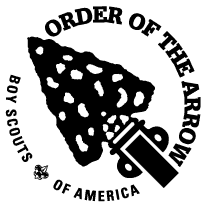 ORDER OF THE ARROW
BOY SCOUTS OF AMERICA